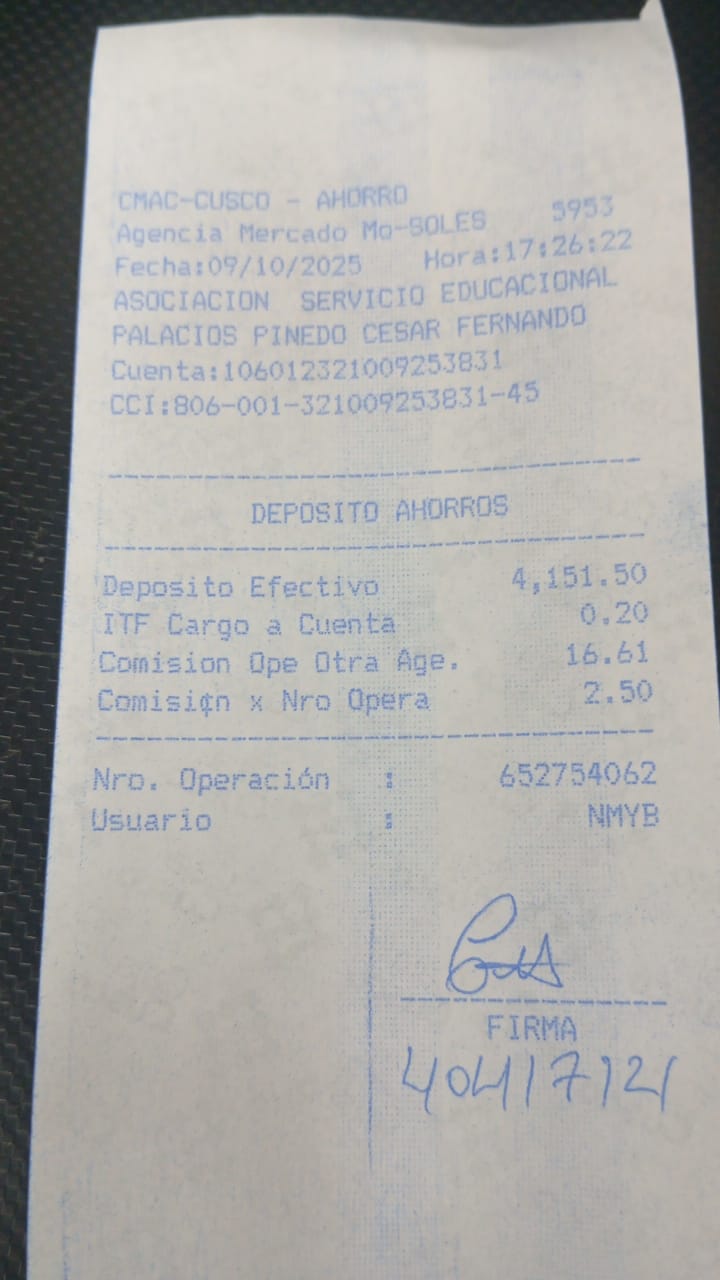 CMAC-CUSCO - AHORRO
Agencia Mercado Mo-SOLES 5953
Fecha:09/10/2025 Hora:17:26:22
ASOCIACION SERVICIO EDUCACIONAL
PALACIOS PINEDO CESAR FERNANDO
Cuenta:106012321009253831
CCI:806-001-321009253831-45
DEPOSITO AHORROS
Deposito Efectivo 4,151.50
ITF Cargo a Cuenta 0.20
Comision Ope Otra Age. 16.61
Comisi¢n x Nro Opera 2.50
Nro. Operación : 652754062
Usuario : NMYB
FIRMA
40417121